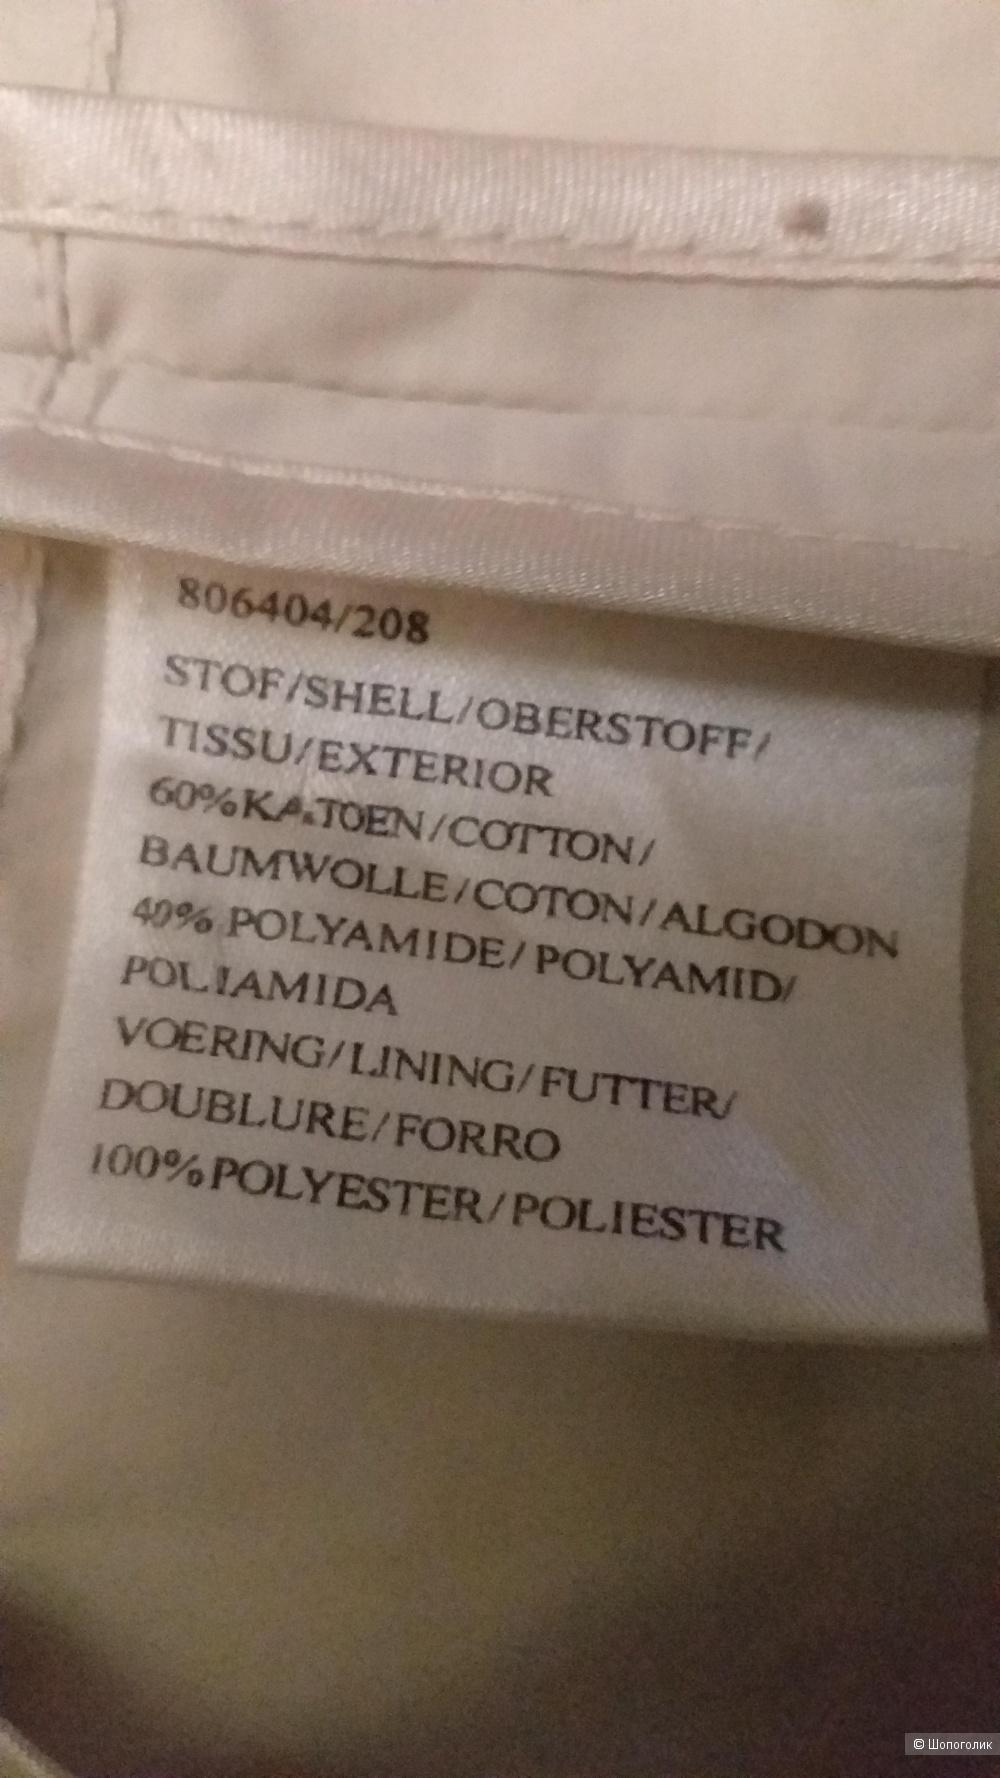 806404/208
STOF/SHELL/OBERSTOFF/
TISSU/EXTERIOR
60%KATOEN/COTTON/
BAUMWOLLE/COTON/ALGODON
40% POLYAMIDE/POLYAMID/
POLIAMIDA
VOERING/LINING/FUTTER/
DOUBLURE/FORRO
100%POLYESTER/POLIESTER
© Шопоголик